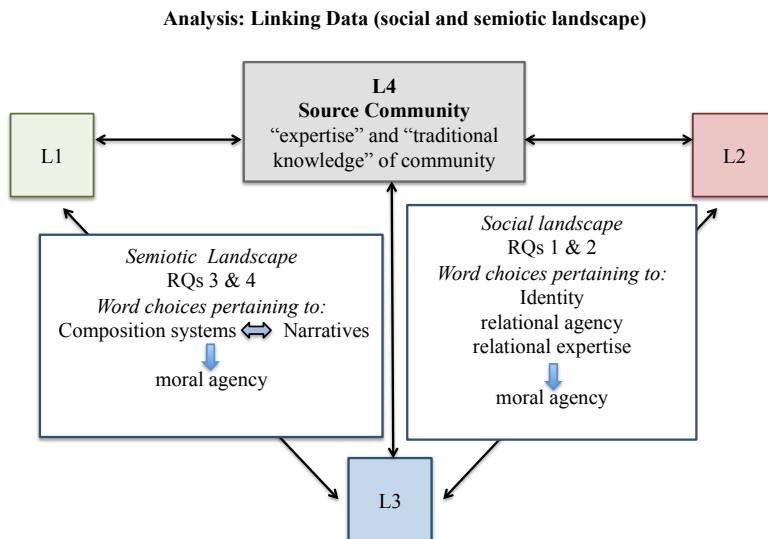 Analysis: Linking Data (social and semiotic landscape)
L4
Source Community
“expertise” and “traditional
knowledge” of community
L1
L2
Semiotic Landscape
RQs 3 & 4
Word choices pertaining to:
Composition systems Narratives
moral agency
Social landscape
RQs 1 & 2
Word choices pertaining to:
Identity
relational agency
relational expertise
moral agency
L3